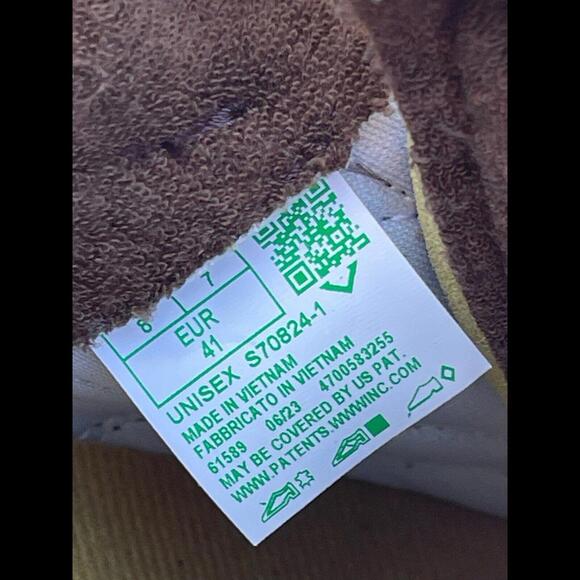 8 7
EUR
41
UNISEX S70824-1
MADE IN VIETNAM
FABBRICATO IN VIETNAM
61589 06/23 4700583255
MAY BE COVERED BY US PAT.
WWW.PATENTS.WWWINC.COM